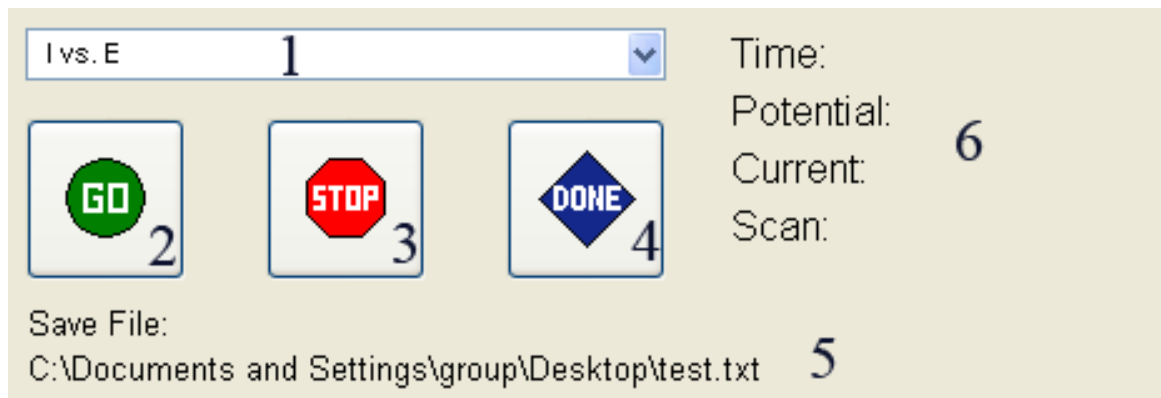 I vs. E 1
GO 2
STOP 3
DONE 4
Time:
Potential:
Current:
Scan:
6
Save File:
C:\Documents and Settings\group\Desktop\test.txt 5